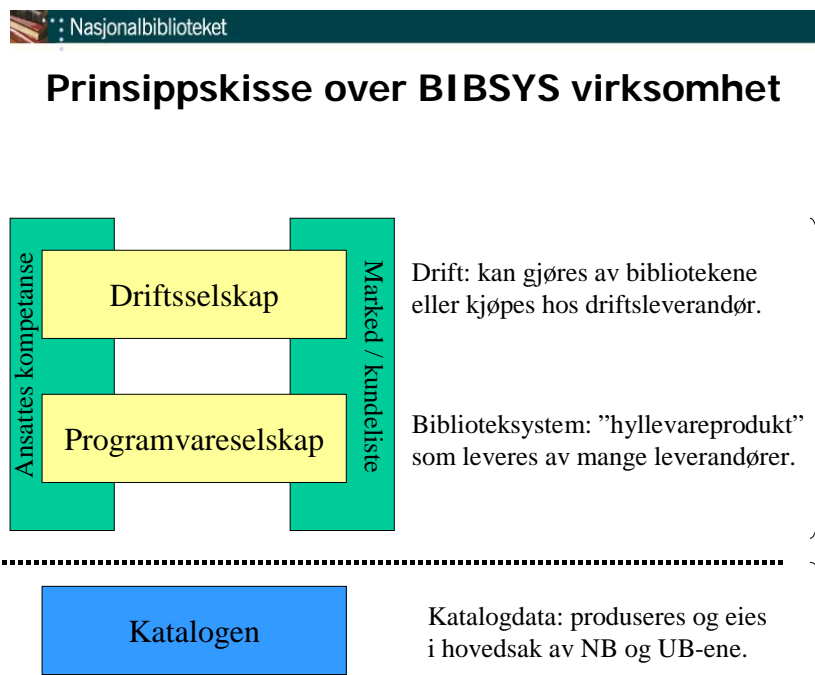 Nasjonalbiblioteket
Prinsippskisse over BIBSYS virksomhet
Ansattes kompetanse
Driftsselskap
Marked / kundeliste
Drift: kan gjøres av bibliotekene
eller kjøpes hos driftsleverandør.
Programvareselskap
Biblioteksystem: ”hyllevareprodukt”
som leveres av mange leverandører.
Katalogen
Katalogdata: produseres og eies
i hovedsak av NB og UB-ene.